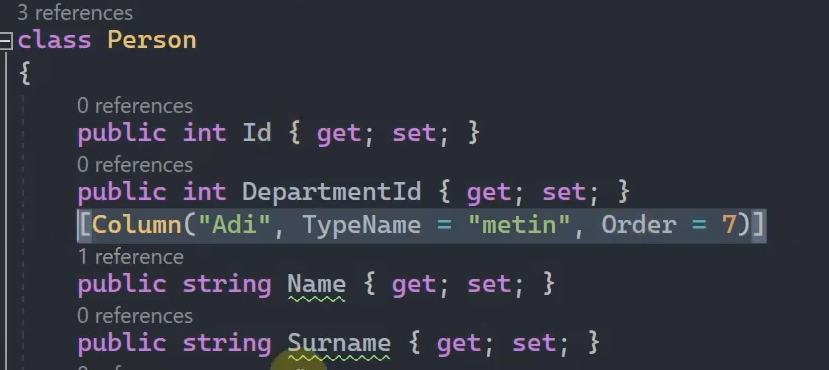 3 references
class Person
{
0 references
public int Id { get; set; }
0 references
public int DepartmentId { get; set; }
[Column("Adi", TypeName = "metin", Order = 7)]
1 reference
public string Name { get; set; }
0 references
public string Surname { get; set; }